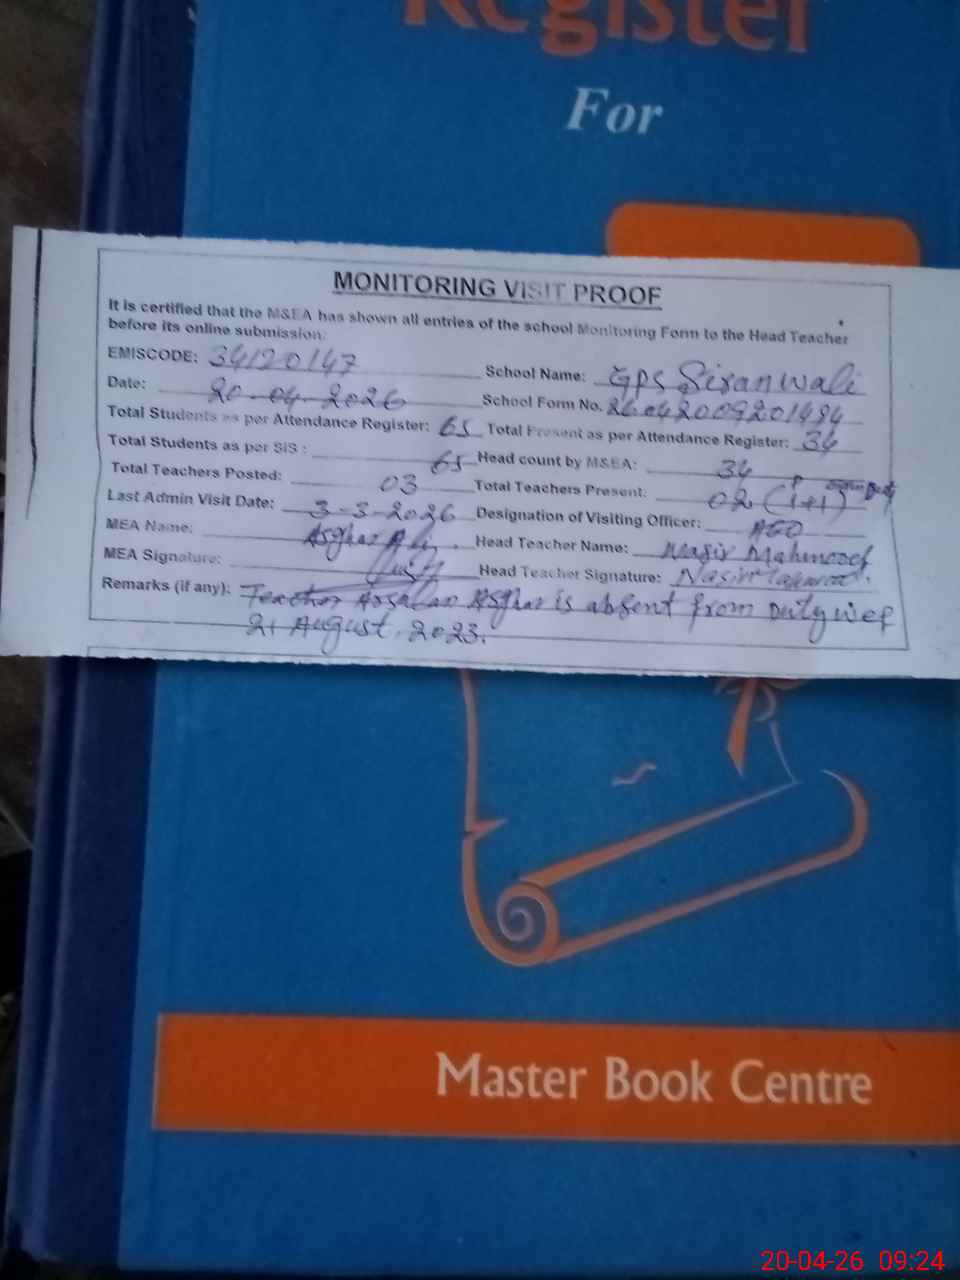 Register
For
MONITORING VISIT PROOF
It is certified that the M&EA has shown all entries of the school Monitoring Form to the Head Teacher
before its online submission.
EMISCODE: 34120147 School Name: GPS Siranwali
Date: 20-04-2026 School Form No. 26042009201494
Total Students as per Attendance Register: 65 Total Present as per Attendance Register: 34
Total Students as per SIS : 65 Head count by M&EA: 34
Total Teachers Posted: 03 Total Teachers Present: 02 (1+1) Duty
Last Admin Visit Date: 3-3-2026 Designation of Visiting Officer: AEO
MEA Name: Asghar Ali Head Teacher Name: Nasir Mahmood
MEA Signature: Head Teacher Signature: Nasir Mahmood
Remarks (if any): Teacher Arsalan Asghar is absent from Duty wef
21 August, 2023.
Master Book Centre
20-04-26 09:24